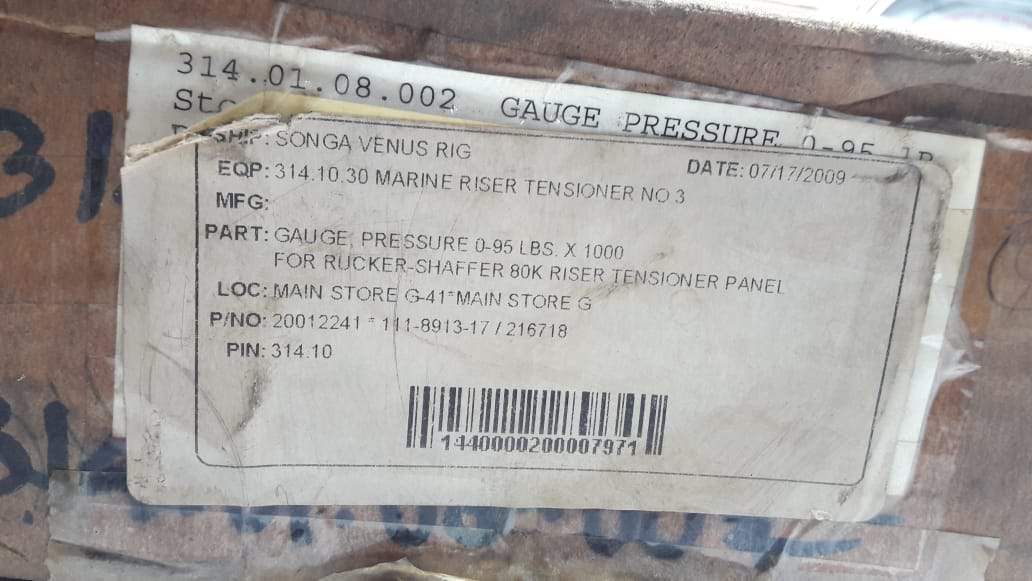 314.01.08.002 GAUGE PRESSURE 0-95
SHIP: SONGA VENUS RIG
DATE: 07/17/2009
EQP: 314.10.30 MARINE RISER TENSIONER NO 3
MFG:
PART: GAUGE, PRESSURE 0-95 LBS. X 1000
FOR RUCKER-SHAFFER 80K RISER TENSIONER PANEL
LOC: MAIN STORE G-41*MAIN STORE G
P/NO: 20012241 * 111-8913-17 / 216718
PIN: 314.10
1440000200007971